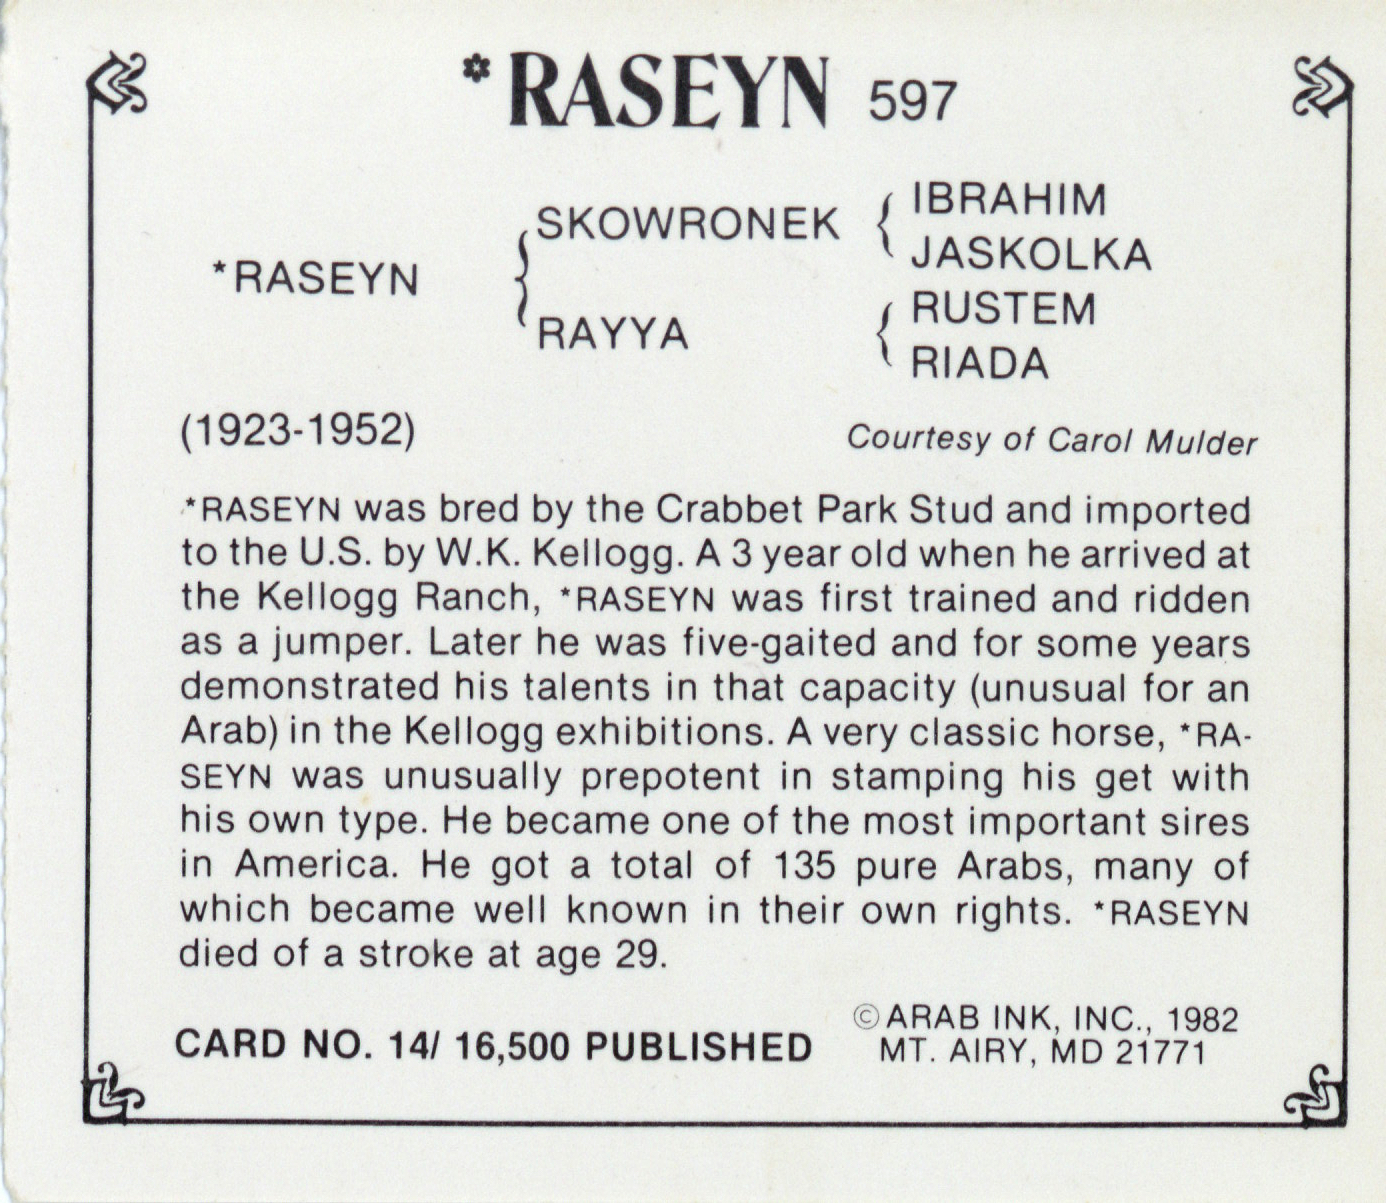 *RASEYN 597
IBRAHIM
SKOWRONEK
JASKOLKA
*RASEYN
RUSTEM
RAYYA
RIADA
(1923-1952)
Courtesy of Carol Mulder
*RASEYN was bred by the Crabbet Park Stud and imported
to the U.S. by W.K. Kellogg. A 3 year old when he arrived at
the Kellogg Ranch, *RASEYN was first trained and ridden
as a jumper. Later he was five-gaited and for some years
demonstrated his talents in that capacity (unusual for an
Arab) in the Kellogg exhibitions. A very classic horse, *RA-
SEYN was unusually prepotent in stamping his get with
his own type. He became one of the most important sires
in America. He got a total of 135 pure Arabs, many of
which became well known in their own rights. *RASEYN
died of a stroke at age 29.
CARD NO. 14/ 16,500 PUBLISHED
©ARAB INK, INC., 1982
MT. AIRY, MD 21771